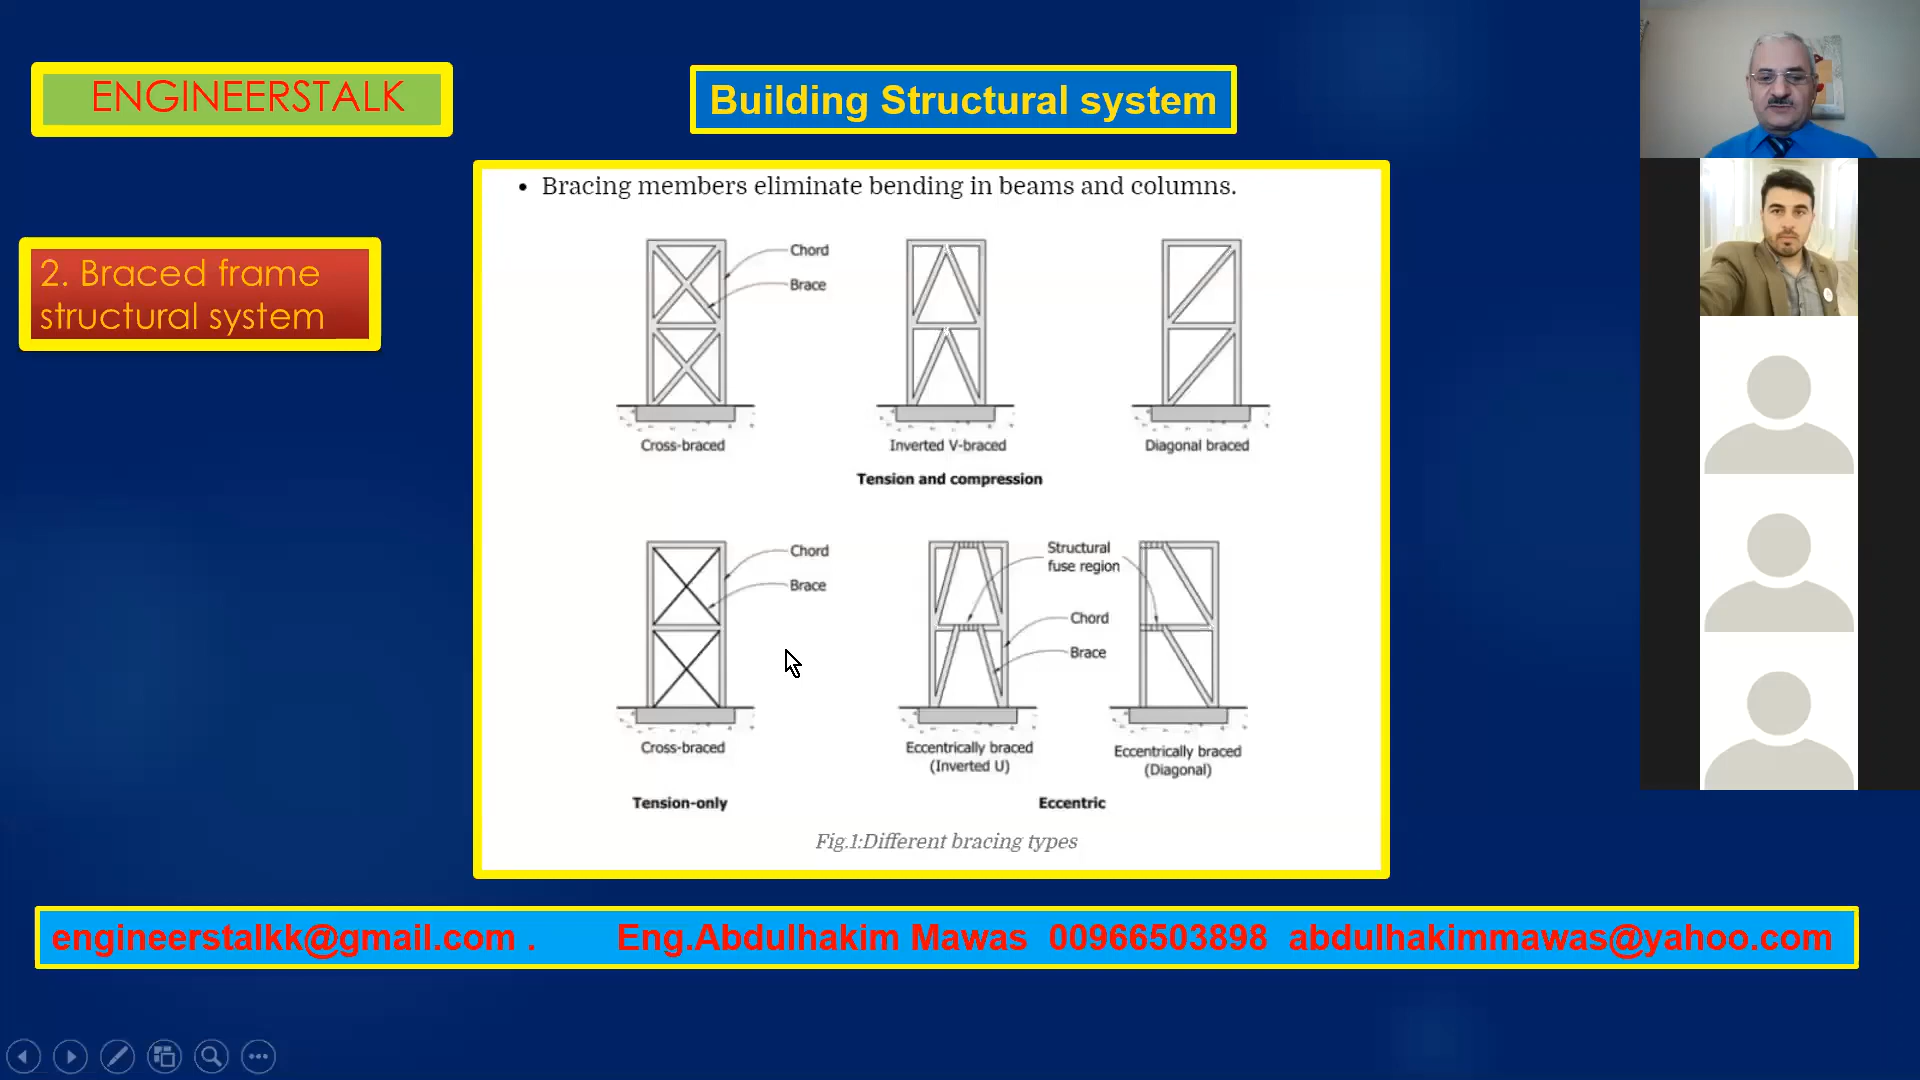 ENGINEERSTALK
Building Structural system
2. Braced frame
structural system
• Bracing members eliminate bending in beams and columns.
Chord
Brace
Cross-braced
Inverted V-braced
Diagonal braced
Tension and compression
Chord
Brace
Structural
fuse region
Chord
Brace
Cross-braced
Eccentrically braced
(Inverted U)
Eccentrically braced
(Diagonal)
Tension-only
Eccentric
Fig.1:Different bracing types
engineerstalkk@gmail.com . Eng.Abdulhakim Mawas 00966503898 abdulhakimmawas@yahoo.com